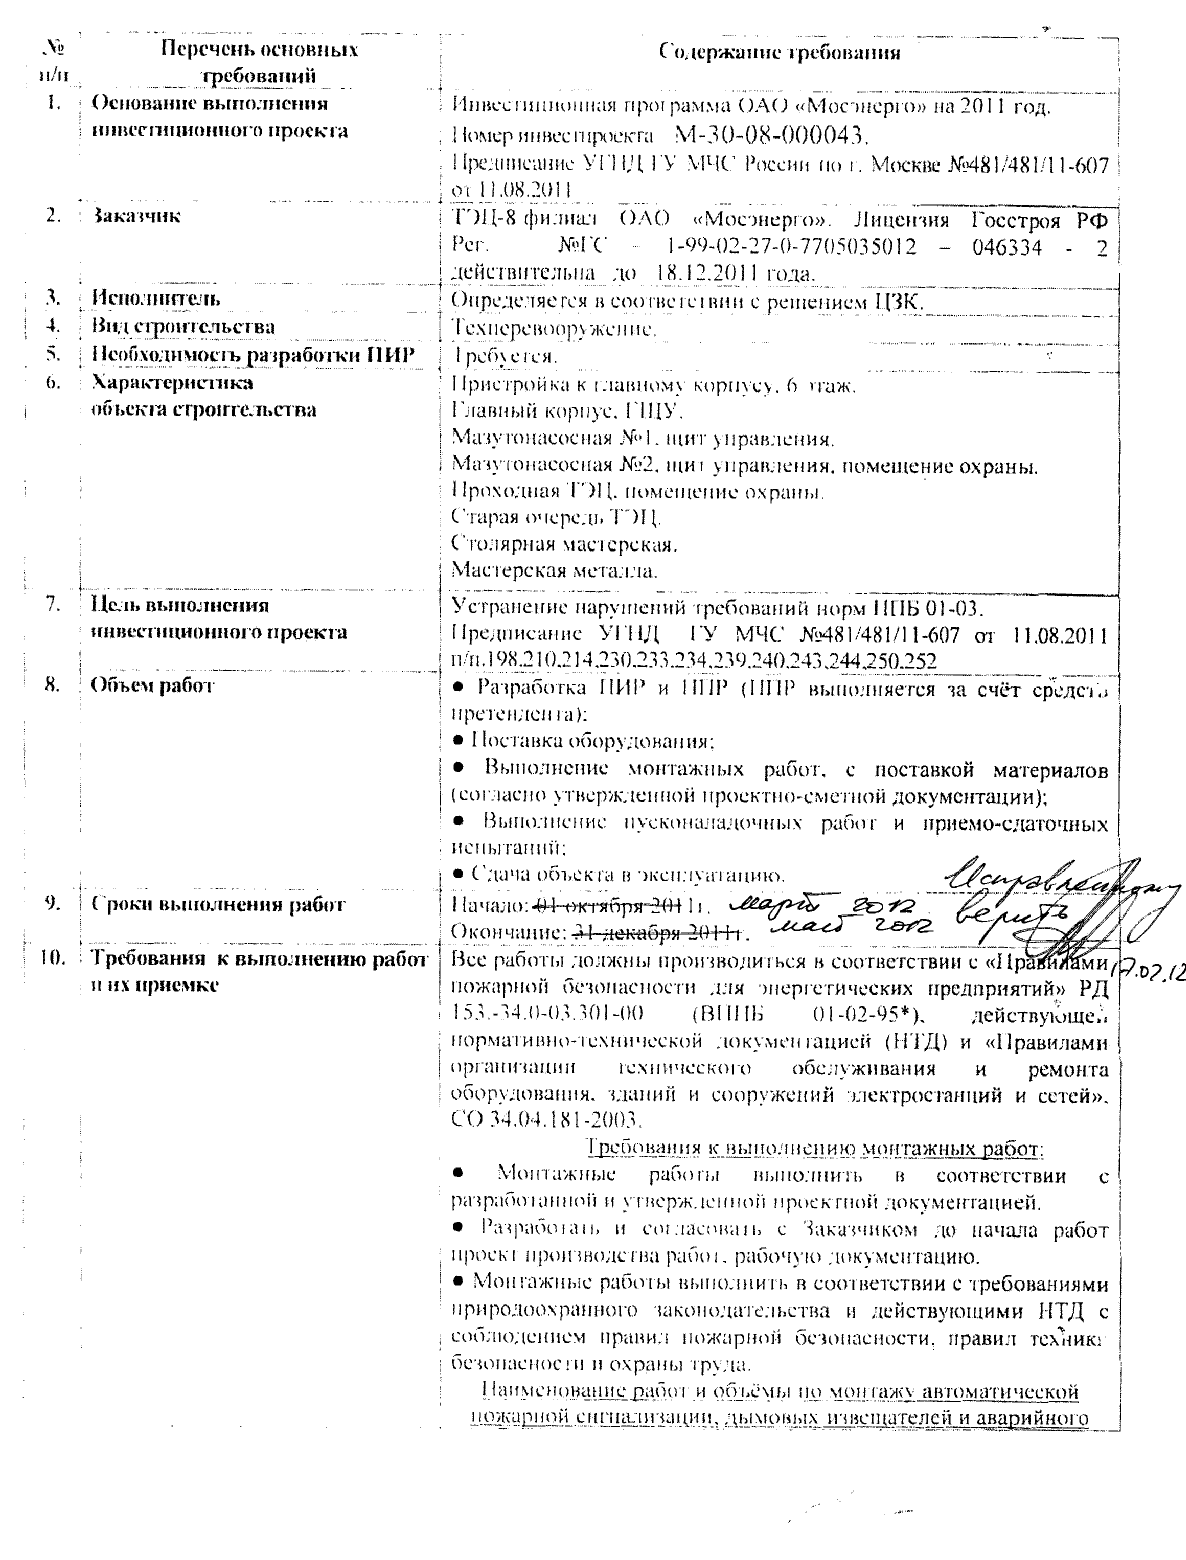 № Перечень основных Содержание требования
п/п требований
1. Основание выполнения Инвестиционная программа ОАО «Мосэнерго» на 2011 год.
инвестиционного проекта Номер инвестпроекта М-30-08-000043.
Предписание УГНД ГУ МЧС России по г. Москве №481/481/11-607
от 11.08.2011
2. Заказчик ТЭЦ-8 филиал ОАО «Мосэнерго». Лицензия Госстроя РФ
Рег. №ГС - 1-99-02-27-0-7705035012 – 046334 - 2
действительна до 18.12.2011 года.
3. Исполнитель Определяется в соответствии с решением ЦЗК.
4. Вид строительства Техперевооружение.
5. Необходимость разработки ПИР Требуется.
6. Характеристика Пристройка к главному корпусу, 6 этаж.
объекта строительства Главный корпус, ГЩУ.
Мазутонасосная №1, щит управления.
Мазутонасосная №2, щит управления, помещение охраны.
Проходная ТЭЦ, помещение охраны.
Старая очередь ТЭЦ.
Столярная мастерская.
Мастерская металла.
7. Цель выполнения Устранение нарушений требований норм НПБ 01-03.
инвестиционного проекта Предписание УГНД ГУ МЧС №481/481/11-607 от 11.08.2011
п/п.198,210,214,230,233,234,239,240,243,244,250,252
8. Объем работ ● Разработка ПИР и ППР (ППР выполняется за счёт средств
претендента);
● Поставка оборудования;
● Выполнение монтажных работ, с поставкой материалов
(согласно утвержденной проектно-сметной документации);
● Выполнение пусконаладочных работ и приемо-сдаточных
испытаний;
● Сдача объекта в эксплуатацию.
Исправленному
9. Сроки выполнения работ Начало: 01 октября 2011г. март 2012 верить
Окончание: 31 декабря 2011г. май 2012
10. Требования к выполнению работ Все работы должны производиться в соответствии с «Правилами 17.02.12
и их приемке пожарной безопасности для энергетических предприятий» РД
153.-34.0-03.301-00 (ВППБ 01-02-95*), действующей
нормативно-технической документацией (НТД) и «Правилами
организации технического обслуживания и ремонта
оборудования, зданий и сооружений электростанций и сетей».
СО 34.04.181-2003.
Требования к выполнению монтажных работ:
● Монтажные работы выполнить в соответствии с
разработанной и утвержденной проектной документацией.
● Разработать и согласовать с Заказчиком до начала работ
проект производства работ, рабочую документацию.
● Монтажные работы выполнить в соответствии с требованиями
природоохранного законодательства и действующими НТД с
соблюдением правил пожарной безопасности, правил техники
безопасности и охраны труда.
Наименование работ и объёмы по монтажу автоматической
пожарной сигнализации, дымовых извещателей и аварийного